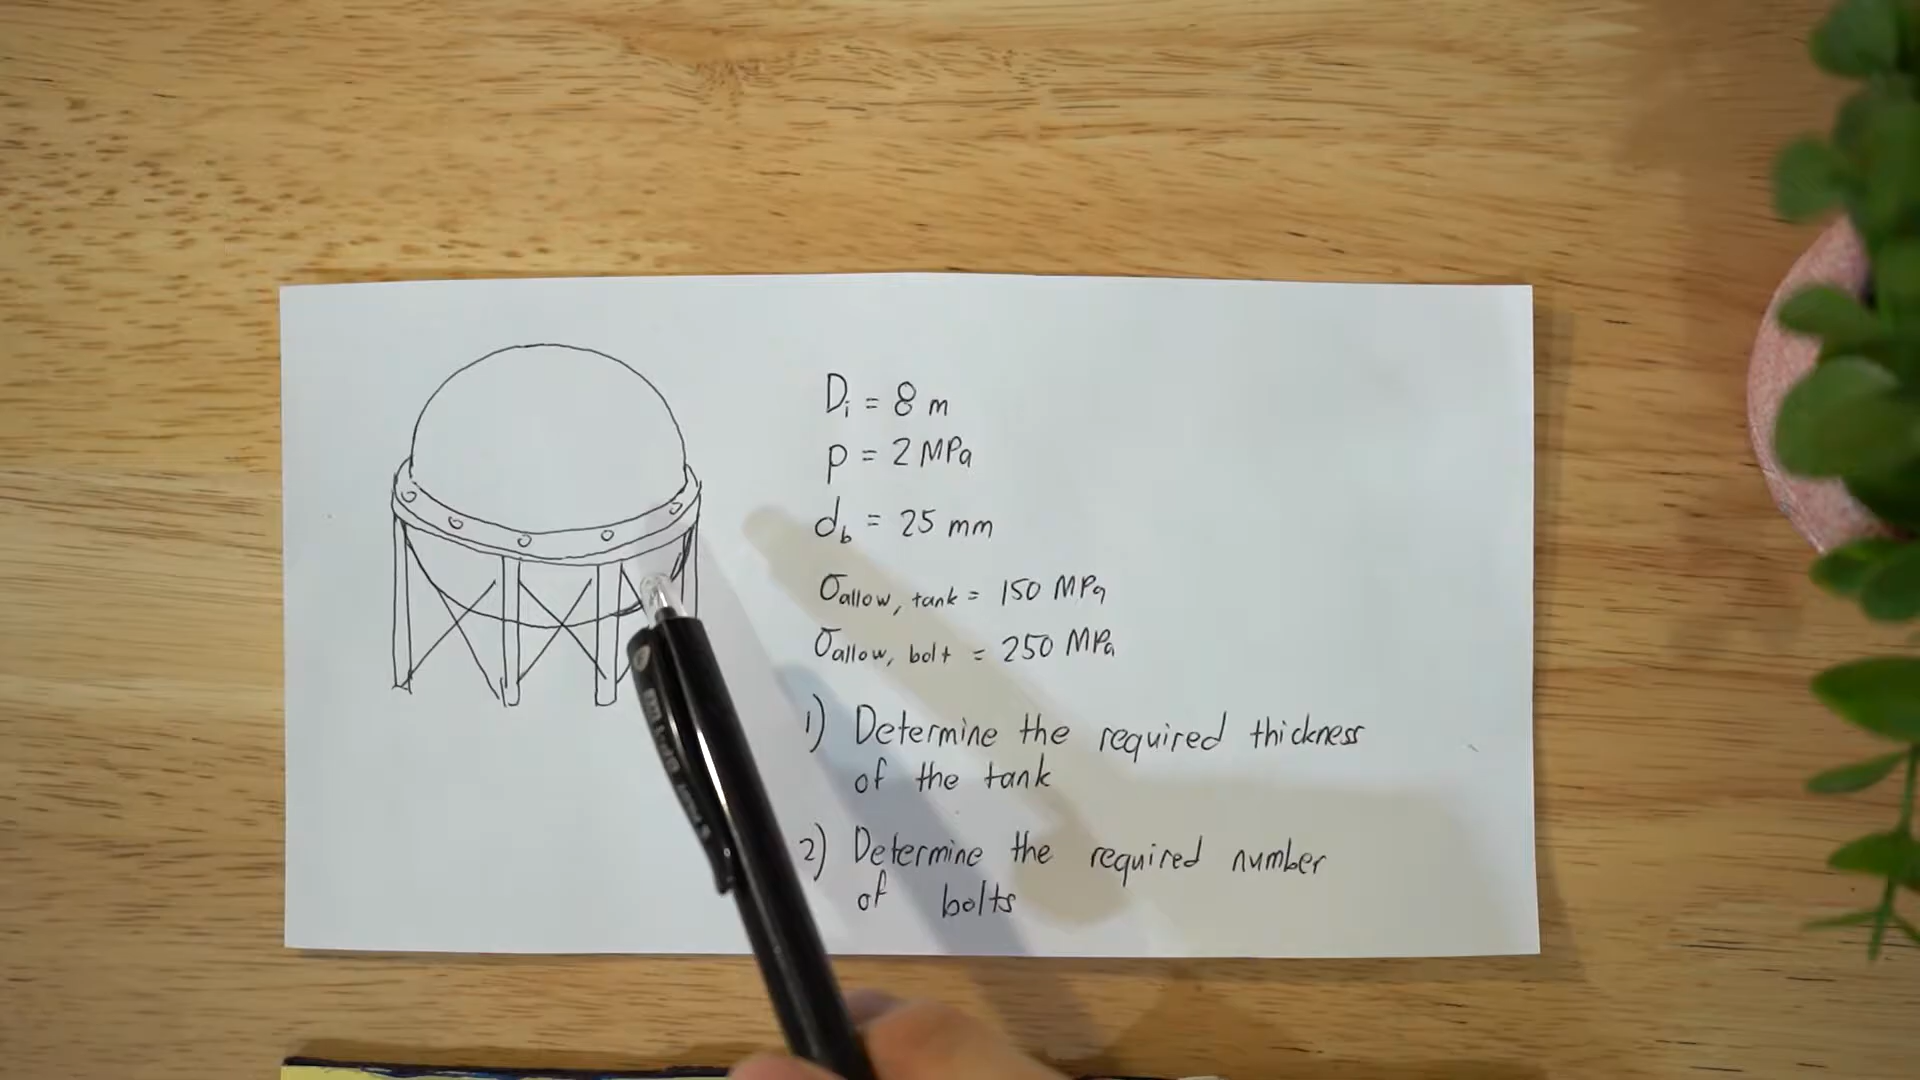 Di = 8 m
p = 2 MPa
db = 25 mm
σallow, tank = 150 MPa
σallow, bolt = 250 MPa
1) Determine the required thickness
of the tank
2) Determine the required number
of bolts